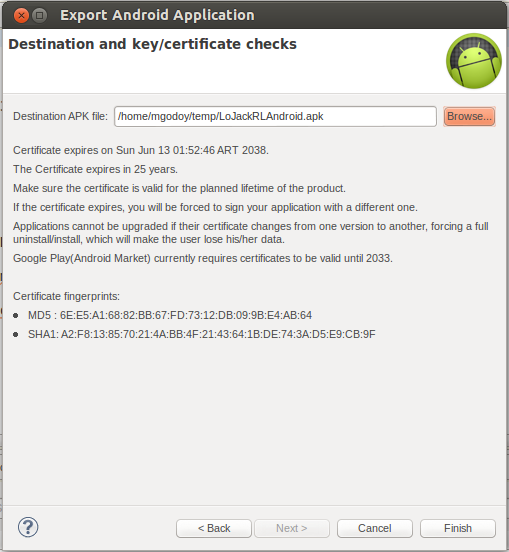 Export Android Application
Destination and key/certificate checks
Destination APK file: /home/mgodoy/temp/LoJackRLAndroid.apk Browse...
Certificate expires on Sun Jun 13 01:52:46 ART 2038.
The Certificate expires in 25 years.
Make sure the certificate is valid for the planned lifetime of the product.
If the certificate expires, you will be forced to sign your application with a different one.
Applications cannot be upgraded if their certificate changes from one version to another, forcing a full
uninstall/install, which will make the user lose his/her data.
Google Play(Android Market) currently requires certificates to be valid until 2033.
Certificate fingerprints:
MD5 : 6E:E5:A1:68:82:BB:67:FD:73:12:DB:09:9B:E4:AB:64
SHA1: A2:F8:13:85:70:21:4A:BB:4F:21:43:64:1B:DE:74:3A:D5:E9:CB:9F
? < Back Next > Cancel Finish